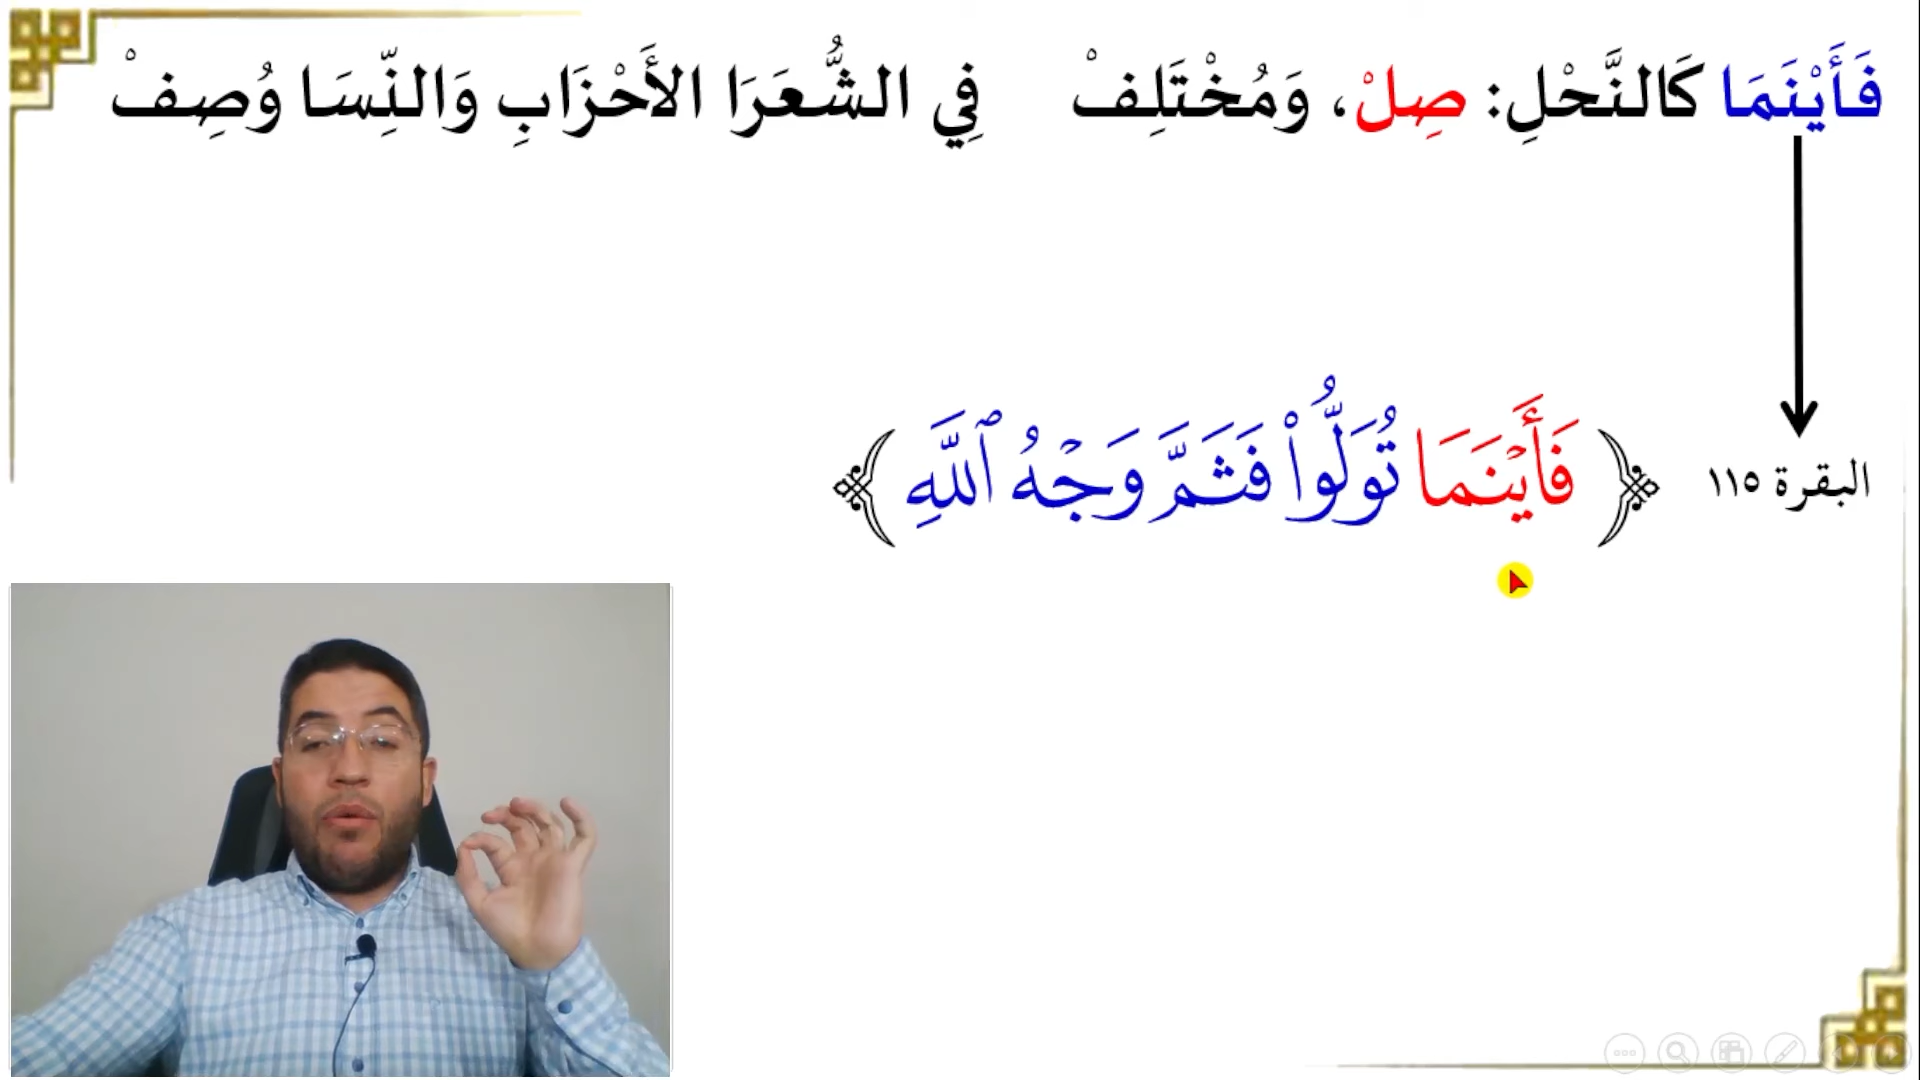 فَأَيْنَمَا كَالنَّحْلِ: صِلْ، وَمُخْتَلِفْ فِي الشُّعَرَا الأَحْزَابِ وَالنِّسَا وُصِفْ
البقرة ١١٥ ﴿ فَأَيۡنَمَا تُوَلُّواْ فَثَمَّ وَجۡهُ ٱللَّهِ ﴾